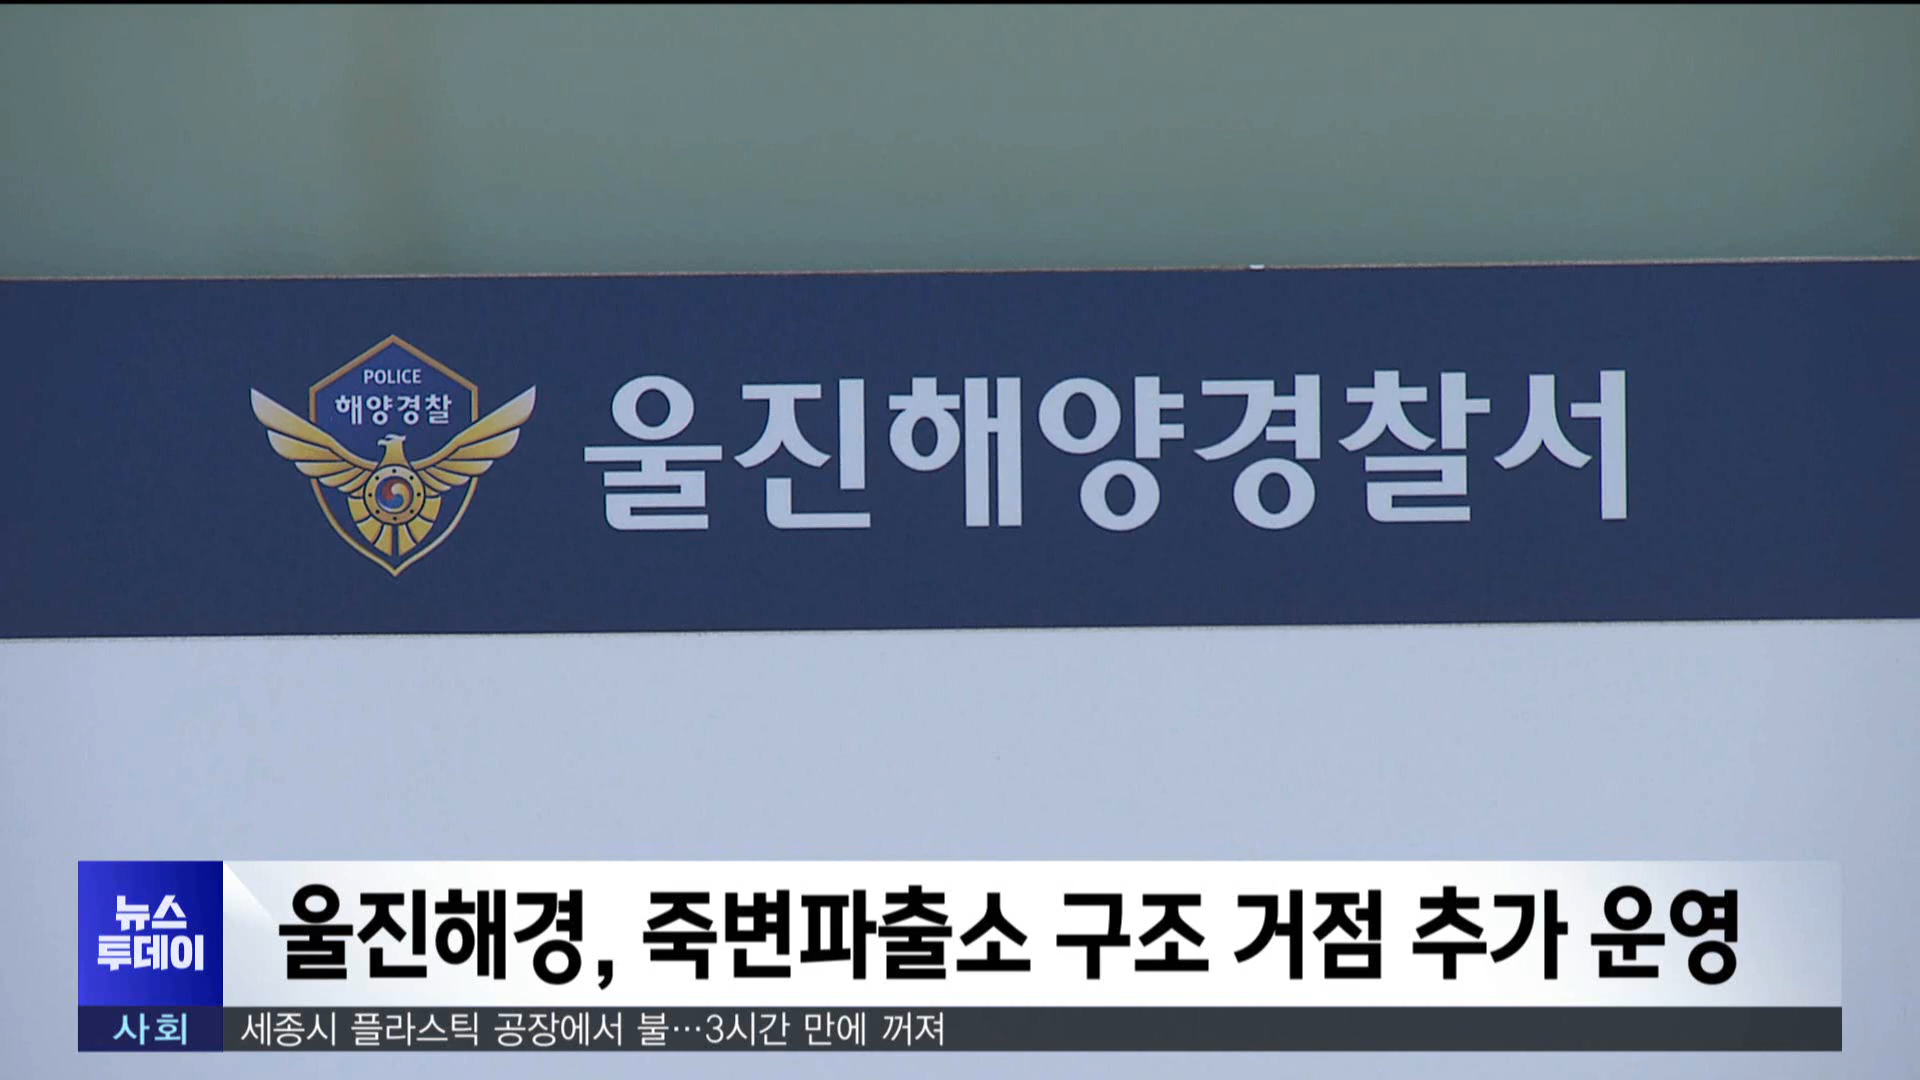 POLICE
해양경찰
울진해양경찰서
뉴스
투데이
울진해경, 죽변파출소 구조 거점 추가 운영
사회
세종시 플라스틱 공장에서 불…3시간 만에 꺼져